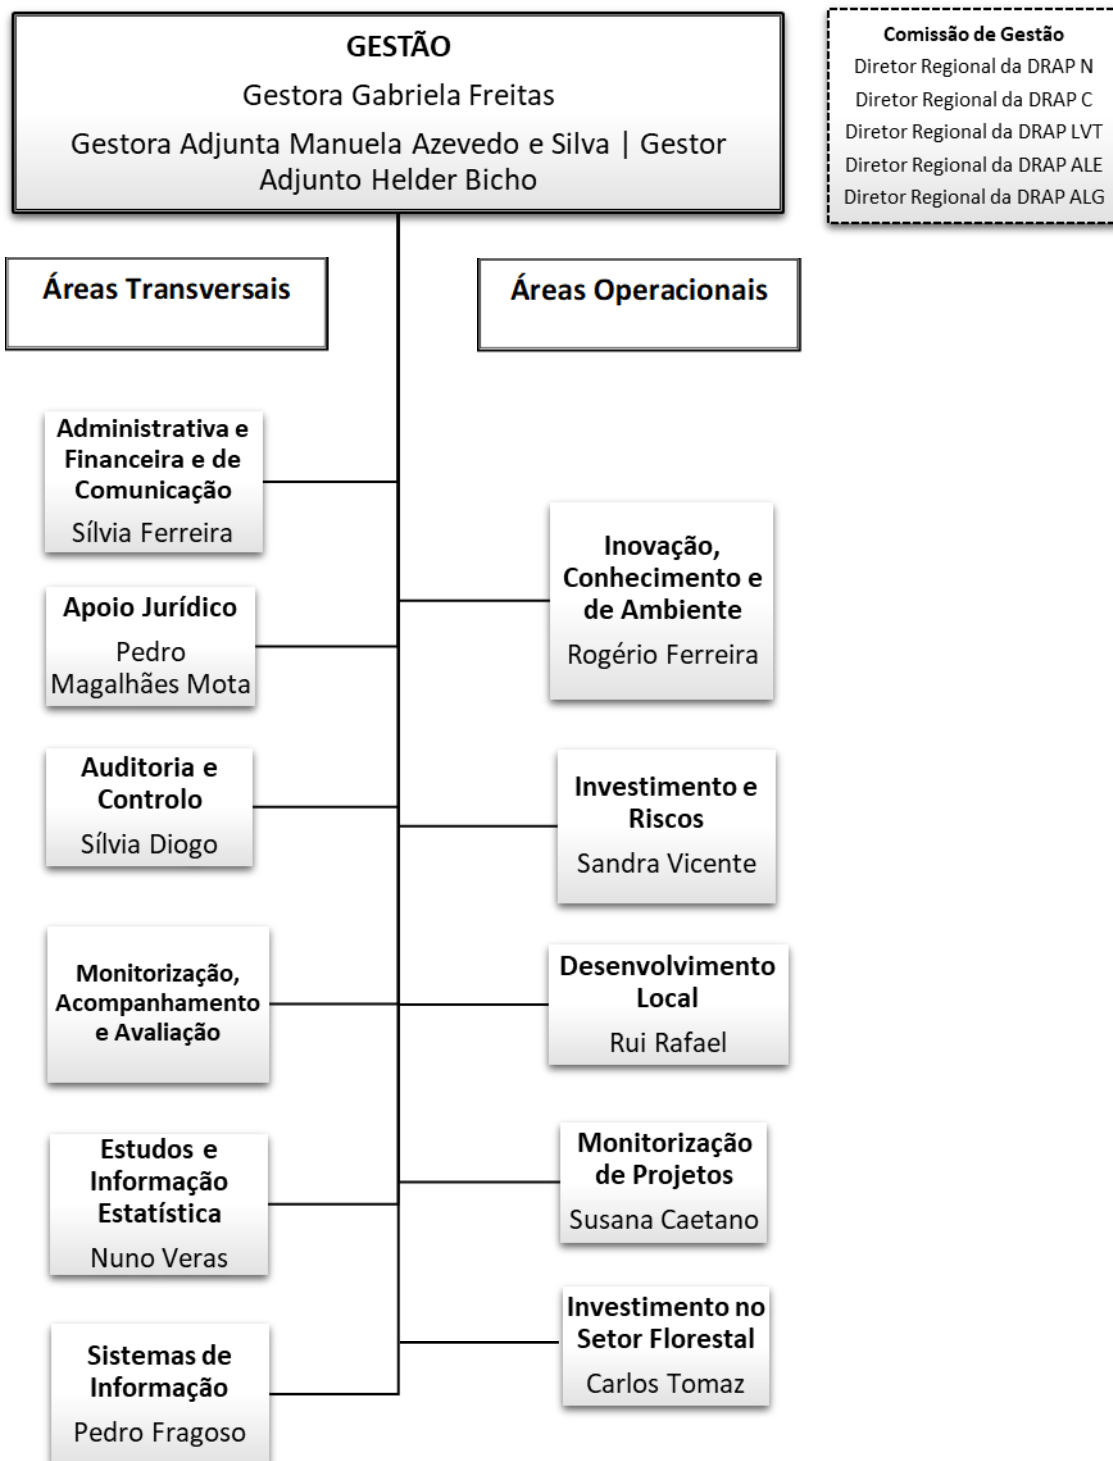 GESTÃO
Gestora Gabriela Freitas
Gestora Adjunta Manuela Azevedo e Silva | Gestor
Adjunto Helder Bicho
Comissão de Gestão
Diretor Regional da DRAP N
Diretor Regional da DRAP C
Diretor Regional da DRAP LVT
Diretor Regional da DRAP ALE
Diretor Regional da DRAP ALG
Áreas Transversais
Administrativa e
Financeira e de
Comunicação
Sílvia Ferreira
Apoio Jurídico
Pedro
Magalhães Mota
Auditoria e
Controlo
Sílvia Diogo
Monitorização,
Acompanhamento
e Avaliação
Estudos e
Informação
Estatística
Nuno Veras
Sistemas de
Informação
Pedro Fragoso
Áreas Operacionais
Inovação,
Conhecimento e
de Ambiente
Rogério Ferreira
Investimento e
Riscos
Sandra Vicente
Desenvolvimento
Local
Rui Rafael
Monitorização
de Projetos
Susana Caetano
Investimento no
Setor Florestal
Carlos Tomaz